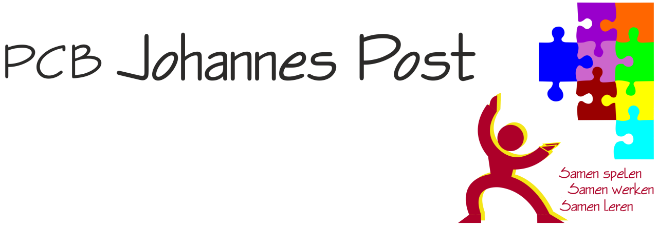 PCB Johannes Post
Samen spelen
Samen werken
Samen leren